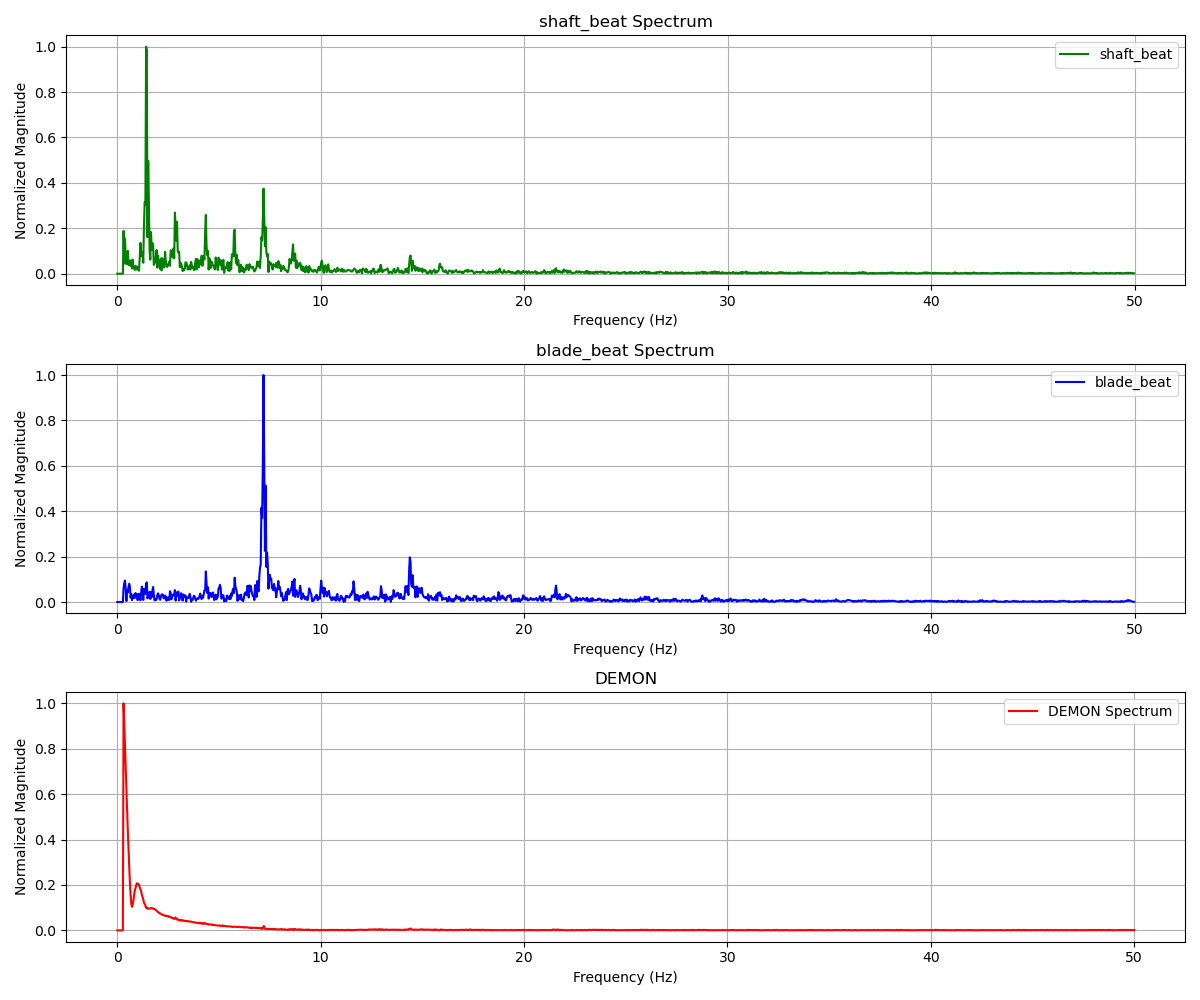 shaft_beat Spectrum
1.0
0.8
0.6
0.4
0.2
0.0
Normalized Magnitude
shaft_beat
0 10 20 30 40 50
Frequency (Hz)
blade_beat Spectrum
1.0
0.8
0.6
0.4
0.2
0.0
Normalized Magnitude
blade_beat
0 10 20 30 40 50
Frequency (Hz)
DEMON
1.0
0.8
0.6
0.4
0.2
0.0
Normalized Magnitude
DEMON Spectrum
0 10 20 30 40 50
Frequency (Hz)